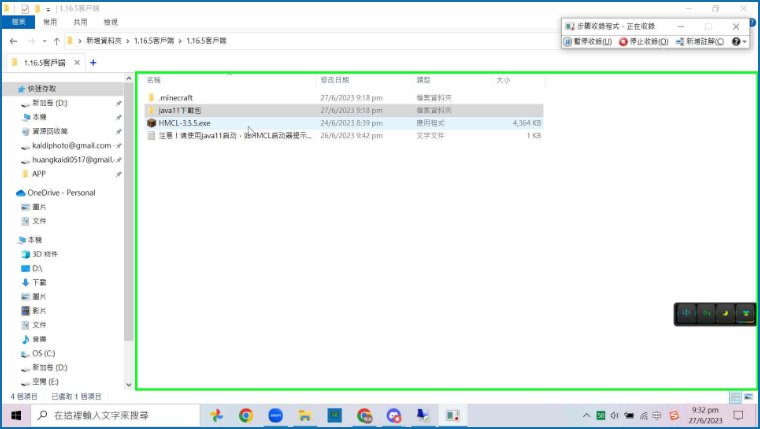 1.16.5客戶端
檔案 常用 共用 檢視
步驟收錄程式 - 正在收錄
暫停收錄(U) 停止收錄(O) 新增註解(C)
新增資料夾 > 1.16.5客戶端 > 1.16.5客戶端
1.16.5客戶端
快速存取
新加卷 (D:)
本機
資源回收筒
kaidiphoto@gmail.com
huangkaidi0517@gmail.
APP
OneDrive - Personal
圖片
文件
本機
3D 物件
D:\
下載
圖片
影片
文件
音樂
OS (C:)
新加卷 (D:)
空閒 (E:)
名稱 修改日期 類型 大小
.minecraft 27/6/2023 9:18 pm 檔案資料夾
java11下載包 27/6/2023 9:18 pm 檔案資料夾
HMCL-3.5.5.exe 24/6/2023 8:39 pm 應用程式 4,364 KB
注意！请使用java11启动，如HMCL启动器提示... 26/6/2023 9:42 pm 文字文件 1 KB
中
4 個項目 已選取 1 個項目
在這裡輸入文字來搜尋
中
9:32 pm
27/6/2023